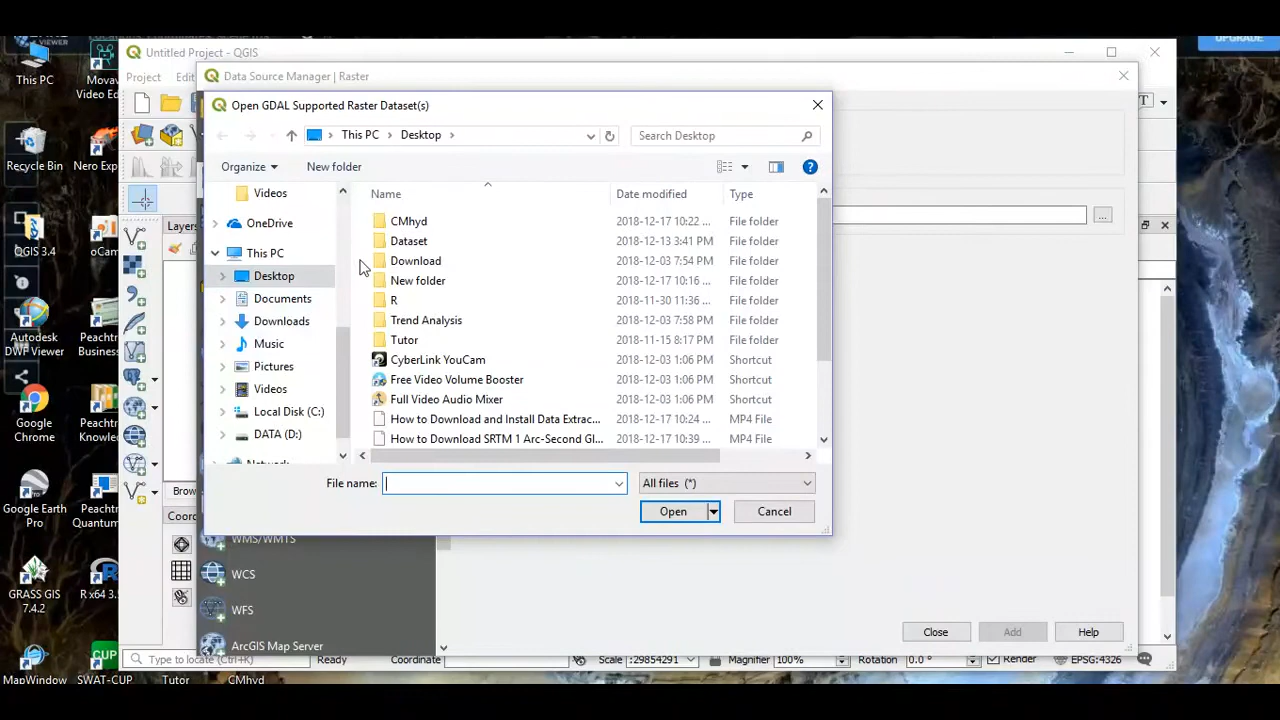 VIEWER
UPGRADE
Untitled Project - QGIS
This PC
Movav
Video Ed
Project
Edit
Data Source Manager | Raster
Open GDAL Supported Raster Dataset(s)
This PC
Desktop
Search Desktop
Organize
New folder
Recycle Bin
Nero Exp
Videos
Name
Date modified
Type
OneDrive
CMhyd
2018-12-17 10:22 ...
File folder
This PC
Dataset
2018-12-13 3:41 PM
File folder
Layers
QGIS 3.4
oCam
Desktop
Download
2018-12-03 7:54 PM
File folder
Documents
New folder
2018-12-17 10:16 ...
File folder
Downloads
R
2018-11-30 11:36 ...
File folder
Autodesk
DWF Viewer
Peachtr
Business
Music
Trend Analysis
2018-12-03 7:58 PM
File folder
Tutor
2018-11-15 8:17 PM
File folder
Pictures
CyberLink YouCam
2018-12-03 1:06 PM
Shortcut
Videos
Free Video Volume Booster
2018-12-03 1:06 PM
Shortcut
Local Disk (C:)
Full Video Audio Mixer
2018-12-03 1:06 PM
Shortcut
Google
Chrome
Peachtr
Knowled
DATA (D:)
How to Download and Install Data Extrac...
2018-12-17 10:24 ...
MP4 File
How to Download SRTM 1 Arc-Second Gl...
2018-12-17 10:39 ...
MP4 File
Network
File name:
All files (*)
Brow
Open
Cancel
Google Earth
Pro
Peachtr
Quantum
Coord
WMS/WMTS
WCS
GRASS GIS
7.4.2
R x64 3.5
WFS
ArcGIS Map Server
Close
Add
Help
Type to locate (Ctrl+K)
Ready
Coordinate
Scale
:29854291
Magnifier
100%
Rotation
0.0 °
Render
EPSG:4326
MapWindow
CUP
SWAT-CUP
Tutor
CMhyd